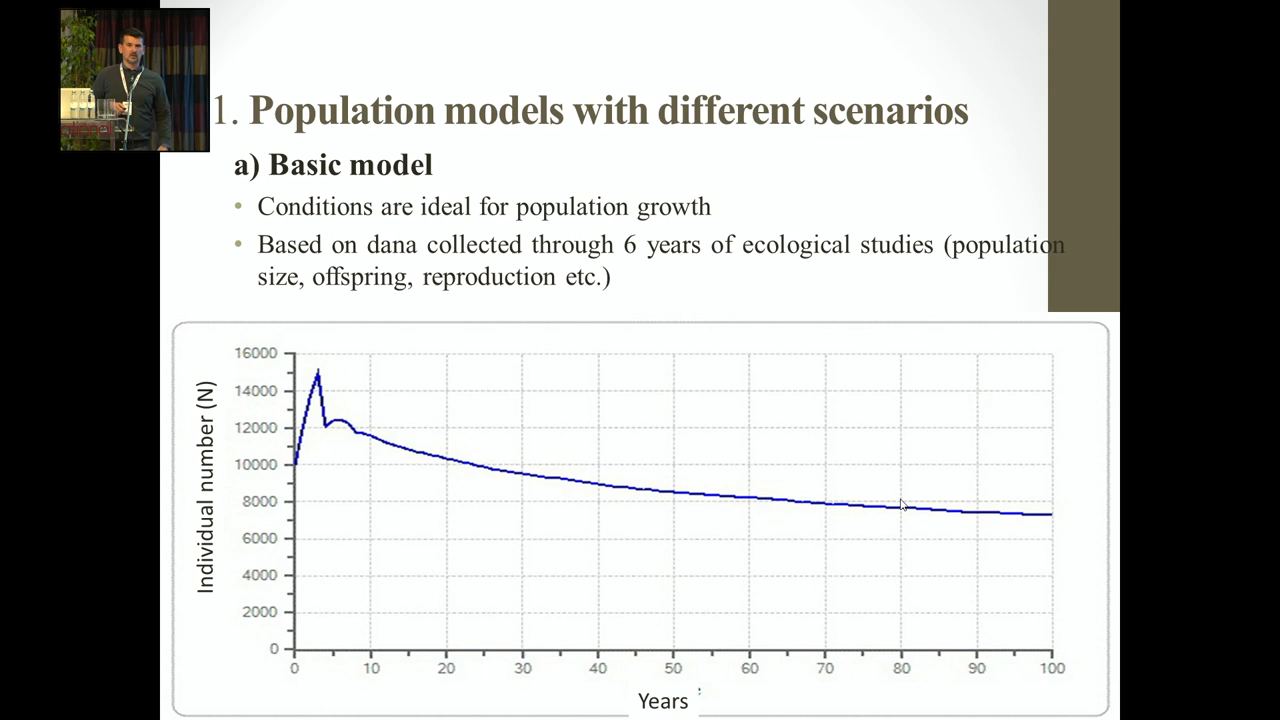 1. Population models with different scenarios
a) Basic model
• Conditions are ideal for population growth
• Based on dana collected through 6 years of ecological studies (population
size, offspring, reproduction etc.)
Individual number (N)
16000
14000
12000
10000
8000
6000
4000
2000
0
0 10 20 30 40 50 60 70 80 90 100
Years